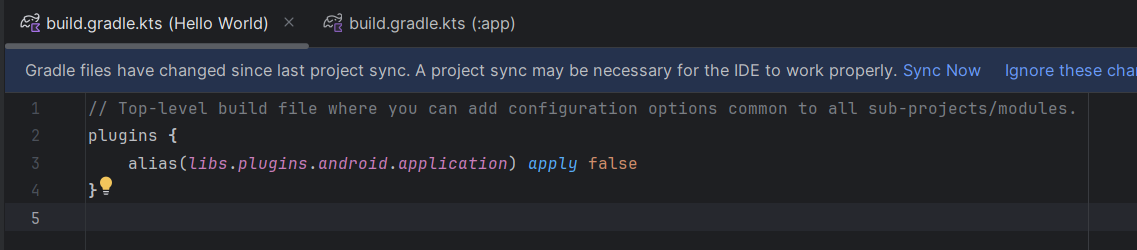 build.gradle.kts (Hello World) build.gradle.kts (:app)
Gradle files have changed since last project sync. A project sync may be necessary for the IDE to work properly. Sync Now Ignore these
1 // Top-level build file where you can add configuration options common to all sub-projects/modules.
2 plugins {
3 alias(libs.plugins.android.application) apply false
4 }
5